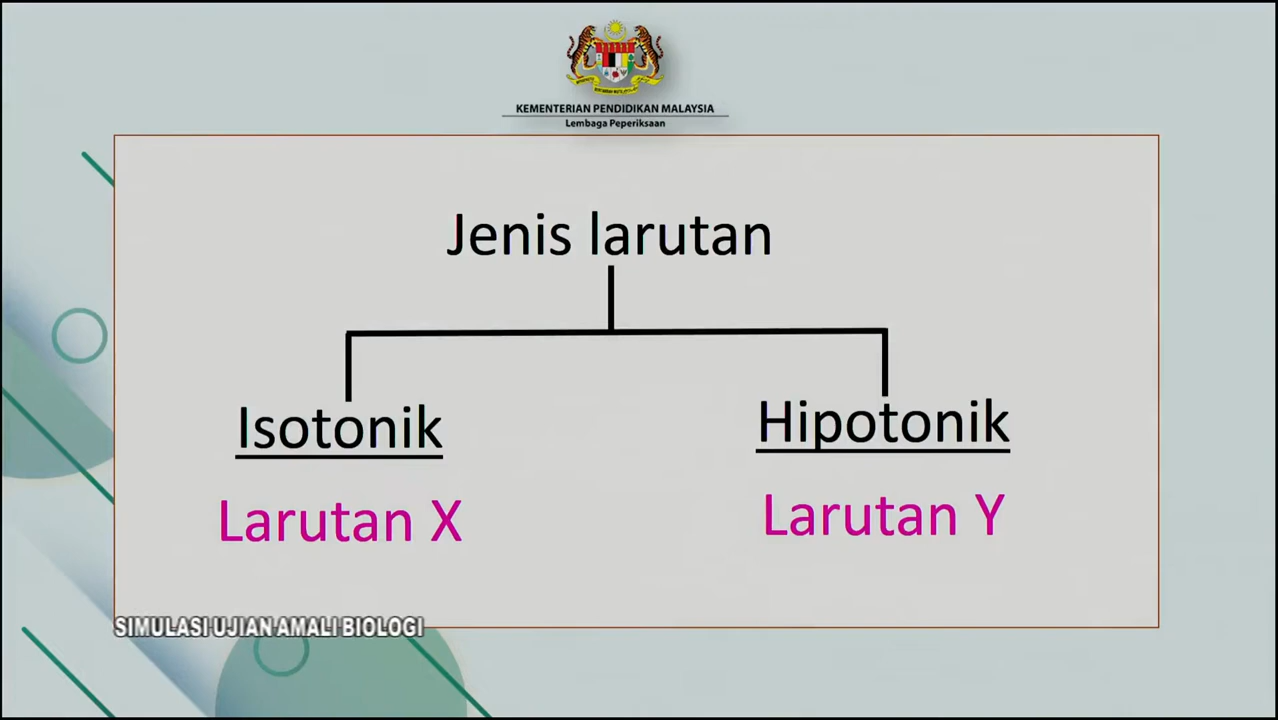 KEMENTERIAN PENDIDIKAN MALAYSIA
Lembaga Peperiksaan
Jenis larutan
Isotonik
Hipotonik
Larutan X
Larutan Y
SIMULASI UJIAN AMALI BIOLOGI